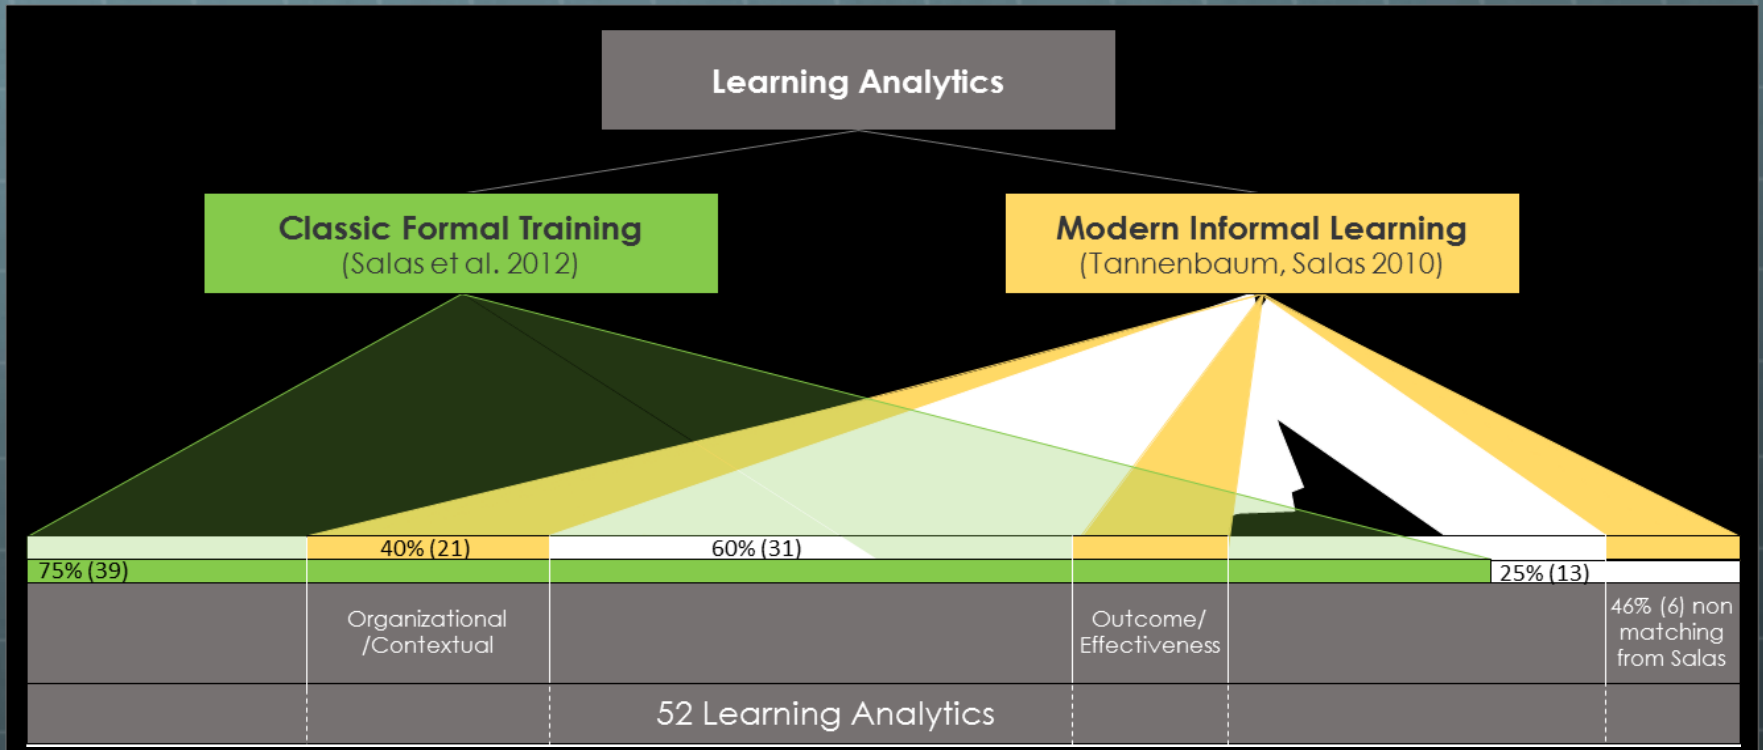 Learning Analytics
Classic Formal Training
(Salas et al. 2012)
Modern Informal Learning
(Tannenbaum, Salas 2010)
40% (21)
60% (31)
75% (39)
25% (13)
Organizational
/Contextual
Outcome/
Effectiveness
46% (6) non
matching
from Salas
52 Learning Analytics